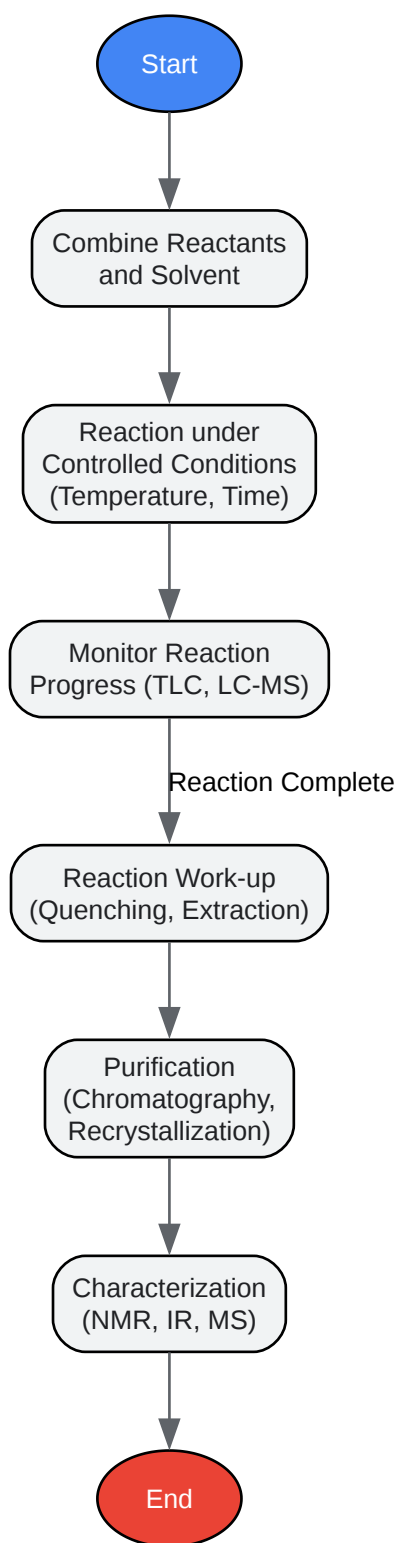 Start
Combine Reactants
and Solvent
Reaction under
Controlled Conditions
(Temperature, Time)
Monitor Reaction
Progress (TLC, LC-MS)
Reaction Complete
Reaction Work-up
(Quenching, Extraction)
Purification
(Chromatography,
Recrystallization)
Characterization
(NMR, IR, MS)
End